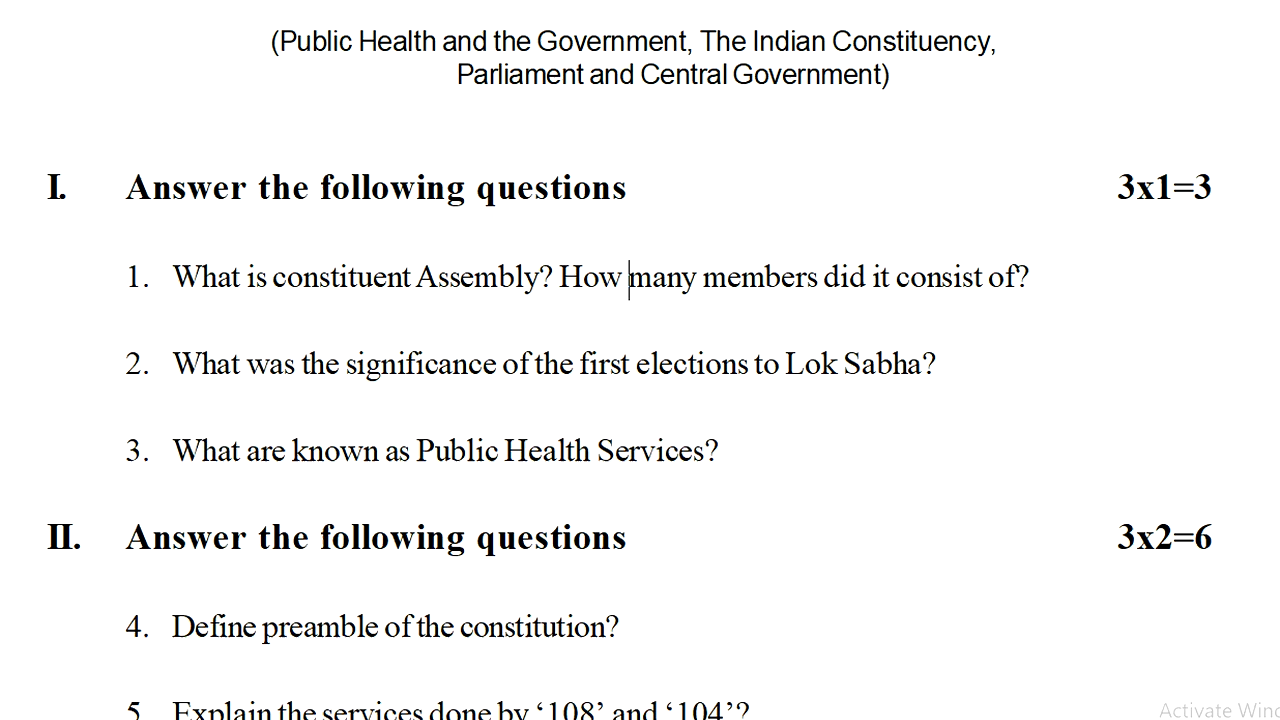 (Public Health and the Government, The Indian Constituency,
Parliament and Central Government)
I. Answer the following questions 3x1=3
1. What is constituent Assembly? How many members did it consist of?
2. What was the significance of the first elections to Lok Sabha?
3. What are known as Public Health Services?
II. Answer the following questions 3x2=6
4. Define preamble of the constitution?
5. Explain the services done by ‘108’ and ‘104’?
Activate